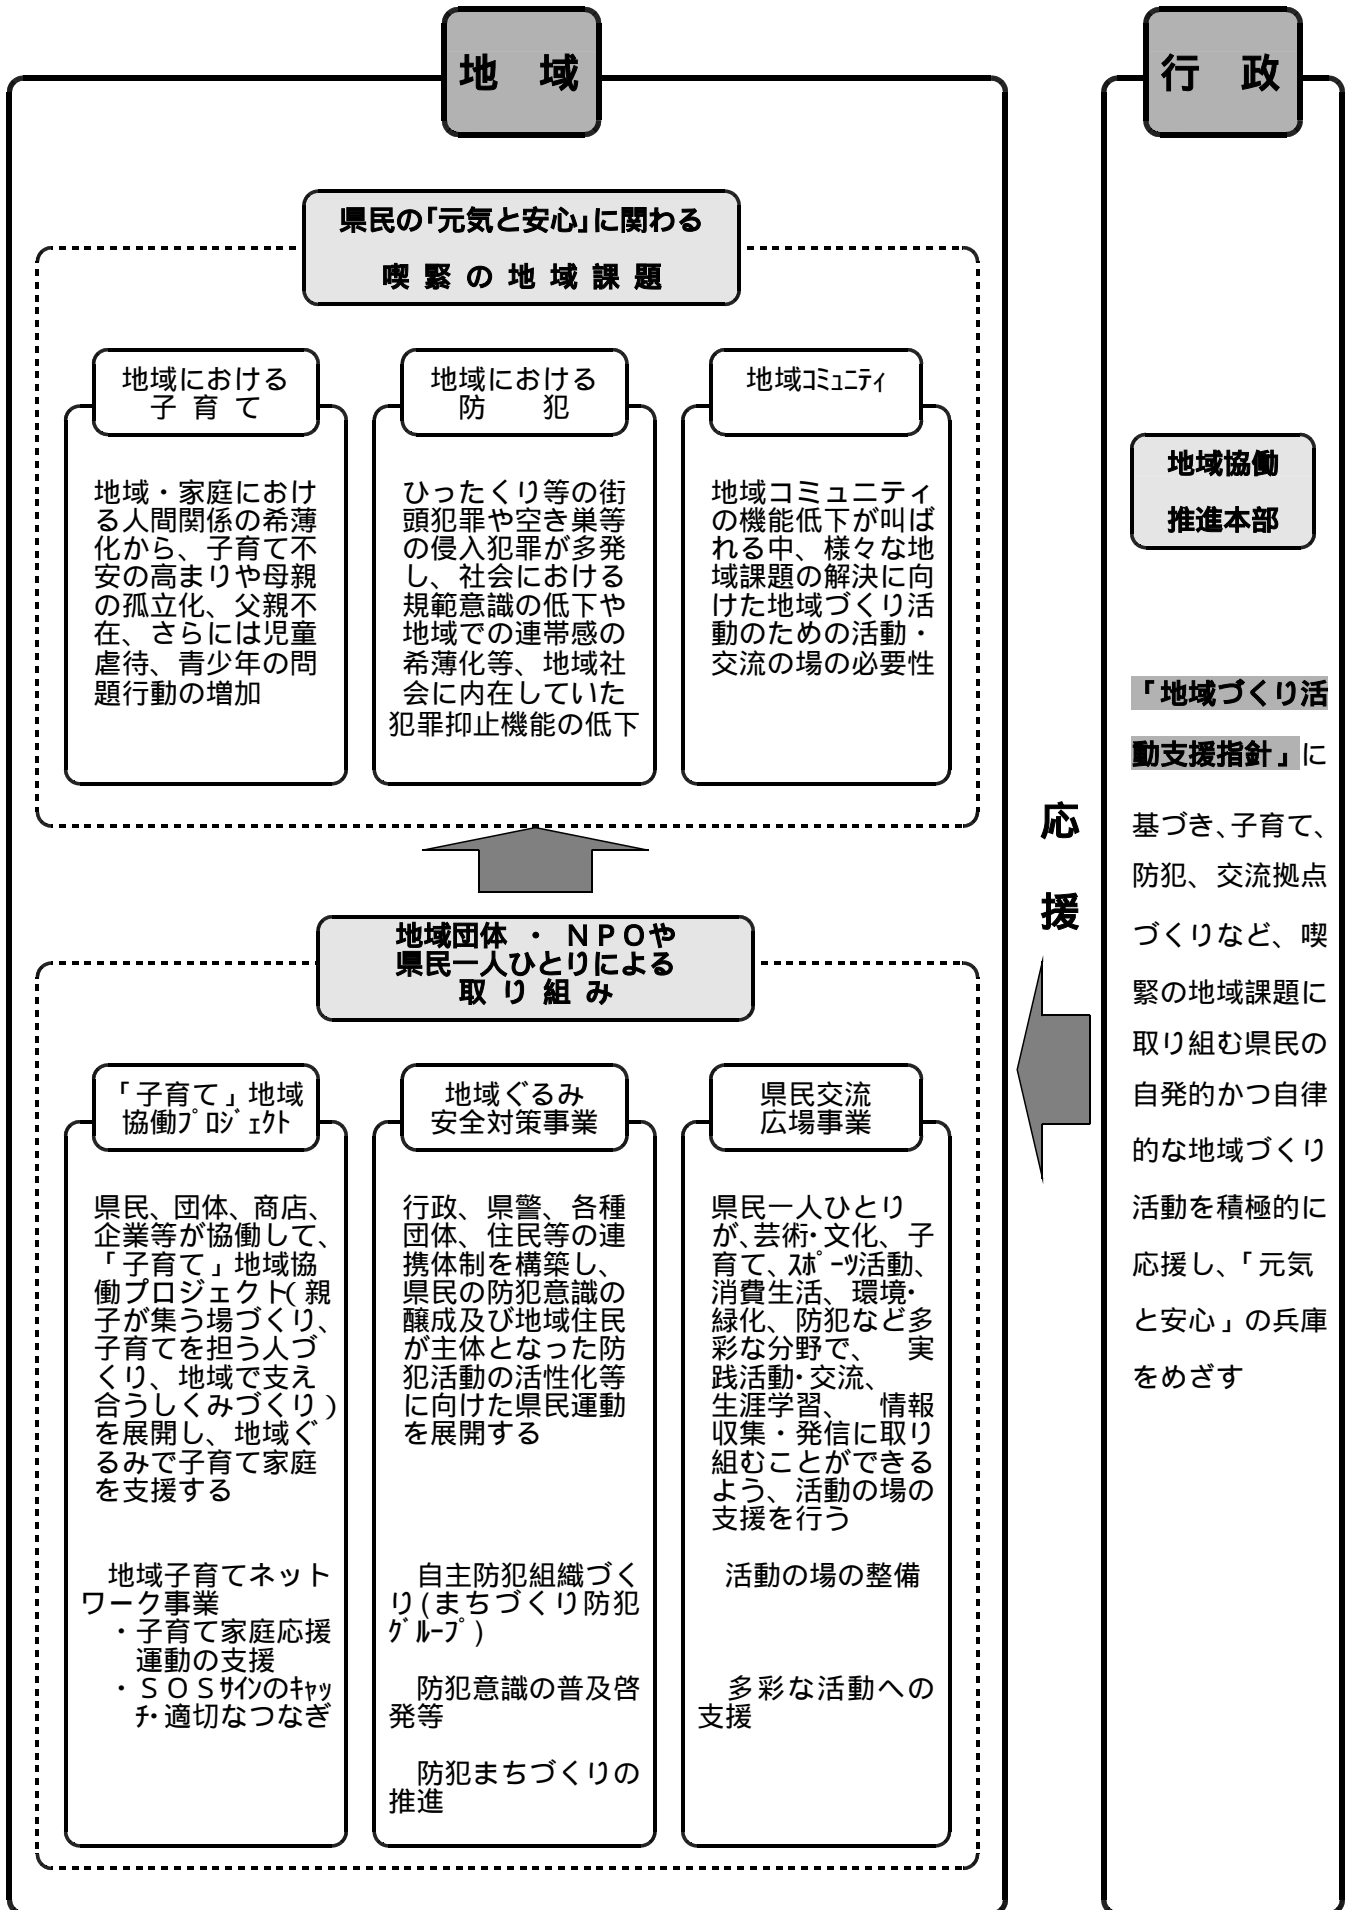 地　域
県民の「元気と安心」に関わる
喫緊の地域課題
地域における
子育て
地域・家庭におけ
る人間関係の希薄
化から、子育て不
安の高まりや母親
の孤立化、父親不
在、さらには児童
虐待、青少年の問
題行動の増加
地域における
防　　犯
ひったくり等の街
頭犯罪や空き巣等
の侵入犯罪が多発
し、社会における
規範意識の低下や
地域での連帯感の
希薄化等、地域社
会に内在していた
犯罪抑止機能の低下
地域ｺﾐｭﾆﾃｨ
地域コミュニティ
の機能低下が叫ば
れる中、様々な地
域課題の解決に向
けた地域づくり活
動のための活動・
交流の場の必要性
地域団体 ・ ＮＰＯや
県民一人ひとりによる
取り組み
「子育て」地域
協働ﾌﾟﾛｼﾞｪｸﾄ
県民、団体、商店、
企業等が協働して、
「子育て」地域協
働プロジェクト(親
子が集う場づくり、
子育てを担う人づ
くり、地域で支え
合うしくみづくり)
を展開し、地域ぐ
るみで子育て家庭
を支援する
地域子育てネット
ワーク事業
・子育て家庭応援
運動の支援
・ＳＯＳｻｲﾝのｷｬｯ
ﾁ・適切なつなぎ
地域ぐるみ
安全対策事業
行政、県警、各種
団体、住民等の連
携体制を構築し、
県民の防犯意識の
醸成及び地域住民
が主体となった防
犯活動の活性化等
に向けた県民運動
を展開する
自主防犯組織づく
り(まちづくり防犯
ｸﾞﾙｰﾌﾟ)
防犯意識の普及啓
発等
防犯まちづくりの
推進
県民交流
広場事業
県民一人ひとり
が、芸術・文化、子
育て、ｽﾎﾟｰﾂ活動、
消費生活、環境・
緑化、防犯など多
彩な分野で、　実
践活動・交流、
生涯学習、　情報
収集・発信に取り
組むことができる
よう、活動の場の
支援を行う
活動の場の整備
多彩な活動への
支援
応
援
行　政
地域協働
推進本部
「地域づくり活
動支援指針」に
基づき、子育て、
防犯、交流拠点
づくりなど、喫
緊の地域課題に
取り組む県民の
自発的かつ自律
的な地域づくり
活動を積極的に
応援し、「元気
と安心」の兵庫
をめざす